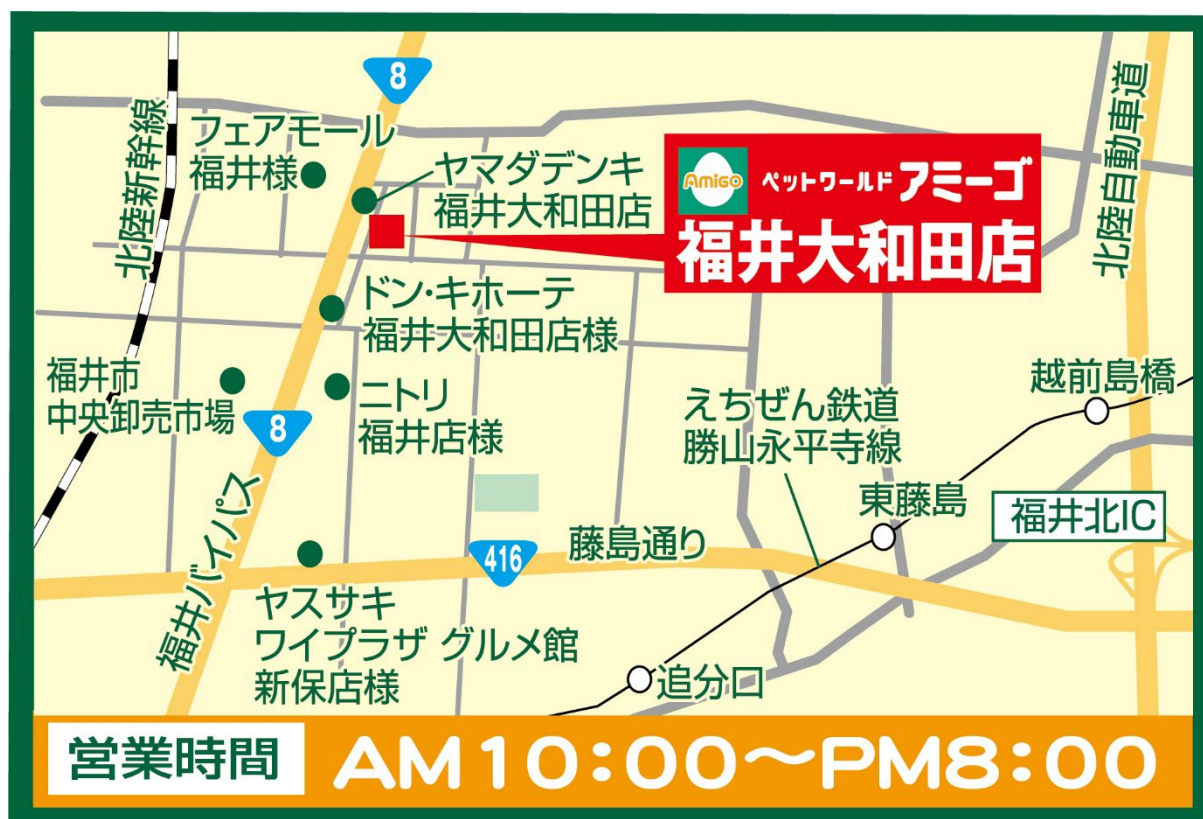 8
北陸新幹線
フェアモール
福井様
ヤマダデンキ
福井大和田店
AMiGO
ペットワールド アミーゴ
福井大和田店
北陸自動車道
ドン・キホーテ
福井大和田店様
福井市
中央卸売市場
8
ニトリ
福井店様
えちぜん鉄道
勝山永平寺線
越前島橋
東藤島
福井北IC
福井バイパス
416
藤島通り
ヤスサキ
ワイプラザ グルメ館
新保店様
追分口
営業時間
AM10:00〜PM8:00